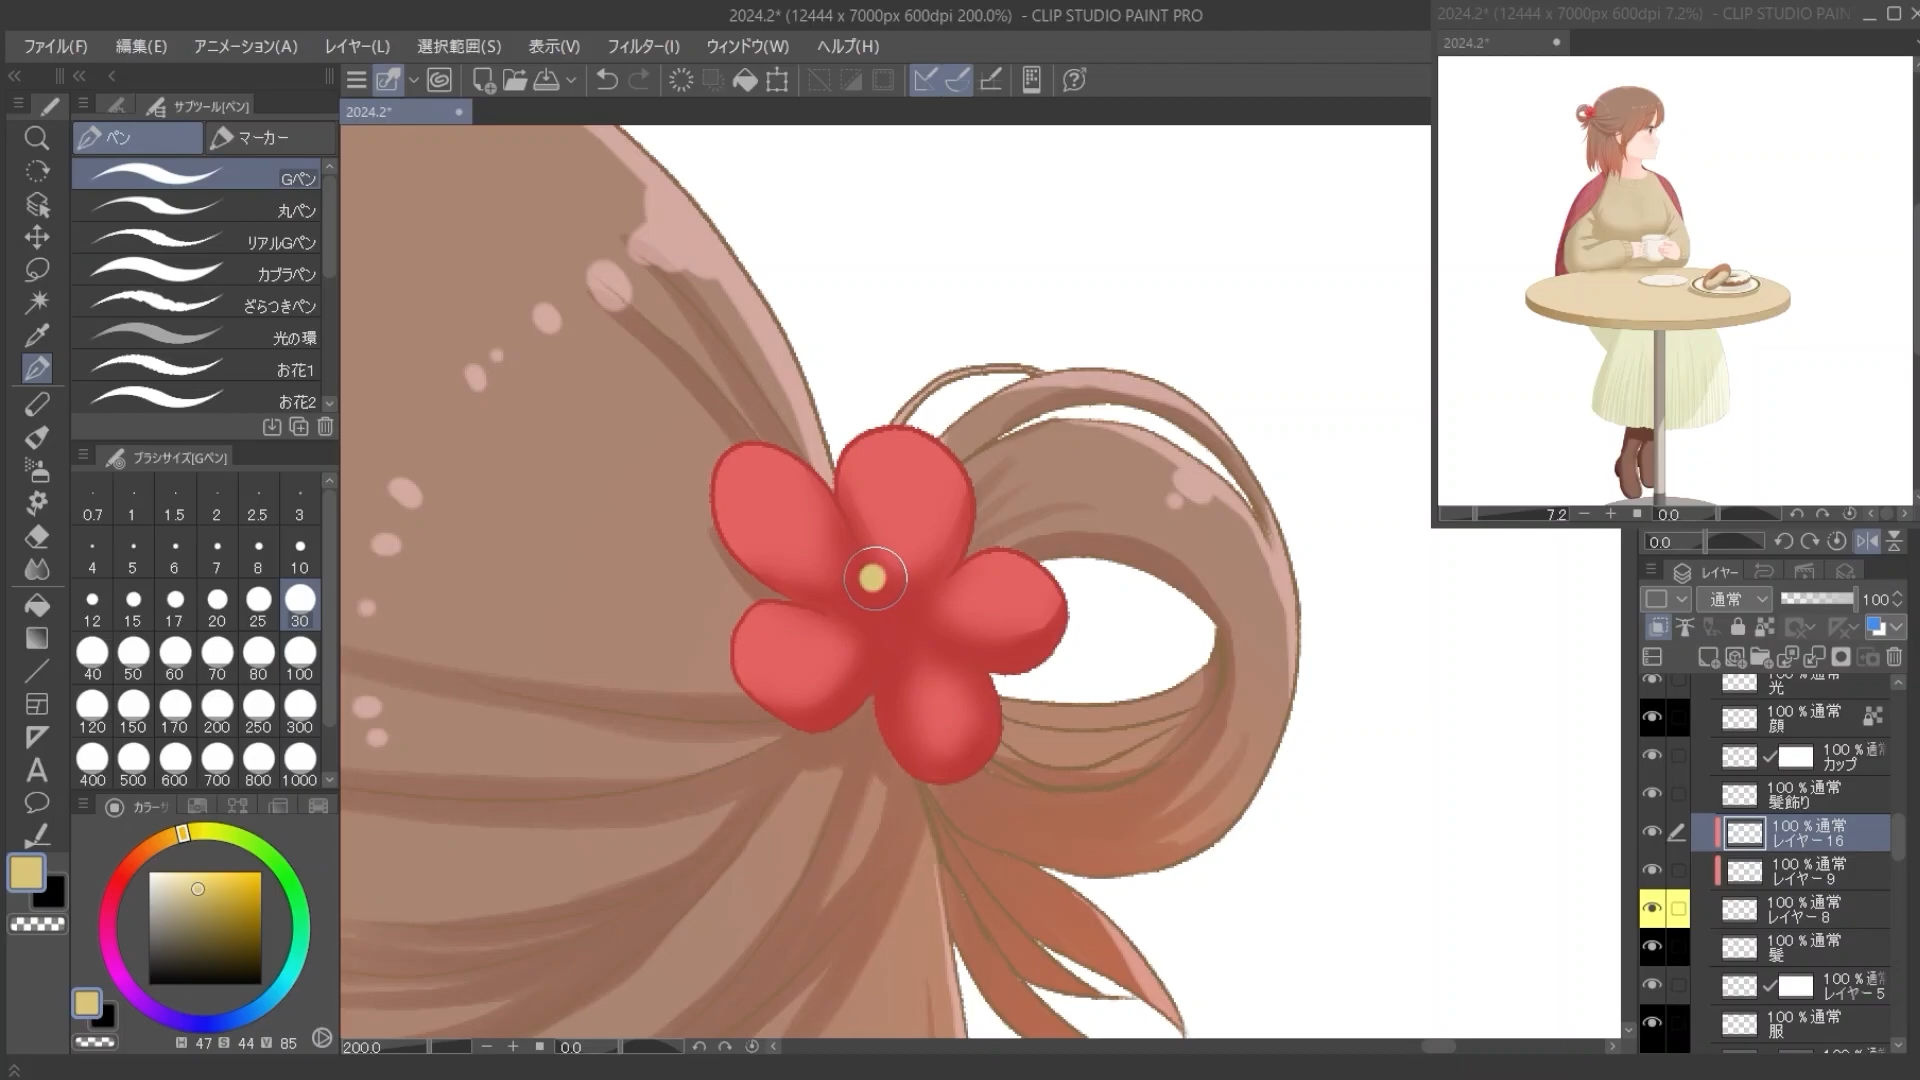 2024.2* (12444 x 7000px 600dpi 200.0%) - CLIP STUDIO PAINT PRO
2024.2* (12444 x 7000px 600dpi 7.2%) - CLIP STUDIO PAIN
ファイル(F) 編集(E) アニメーション(A) レイヤー(L) 選択範囲(S) 表示(V) フィルター(I) ウィンドウ(W) ヘルプ(H)
2024.2*
サブツール[ペン]
2024.2*
ペン
マーカー
Gペン
丸ペン
リアルGペン
カブラペン
ざらつきペン
光の環
お花1
お花2
ブラシサイズ[Gペン]
0.7 1 1.5 2 2.5 3
4 5 6 7 8 10
12 15 17 20 25 30
40 50 60 70 80 100
120 150 170 200 250 300
400 500 600 700 800 1000
カラーサ
H 47 S 44 V 85
200.0
0.0
7.2
0.0
0.0
レイヤー
通常
100
光
100 % 通常
顔
100 % 通常
カップ
100 % 通常
髪飾り
100 % 通常
レイヤー 16
100 % 通常
レイヤー 9
100 % 通常
レイヤー 8
100 % 通常
髪
100 % 通常
レイヤー 5
100 % 通常
服